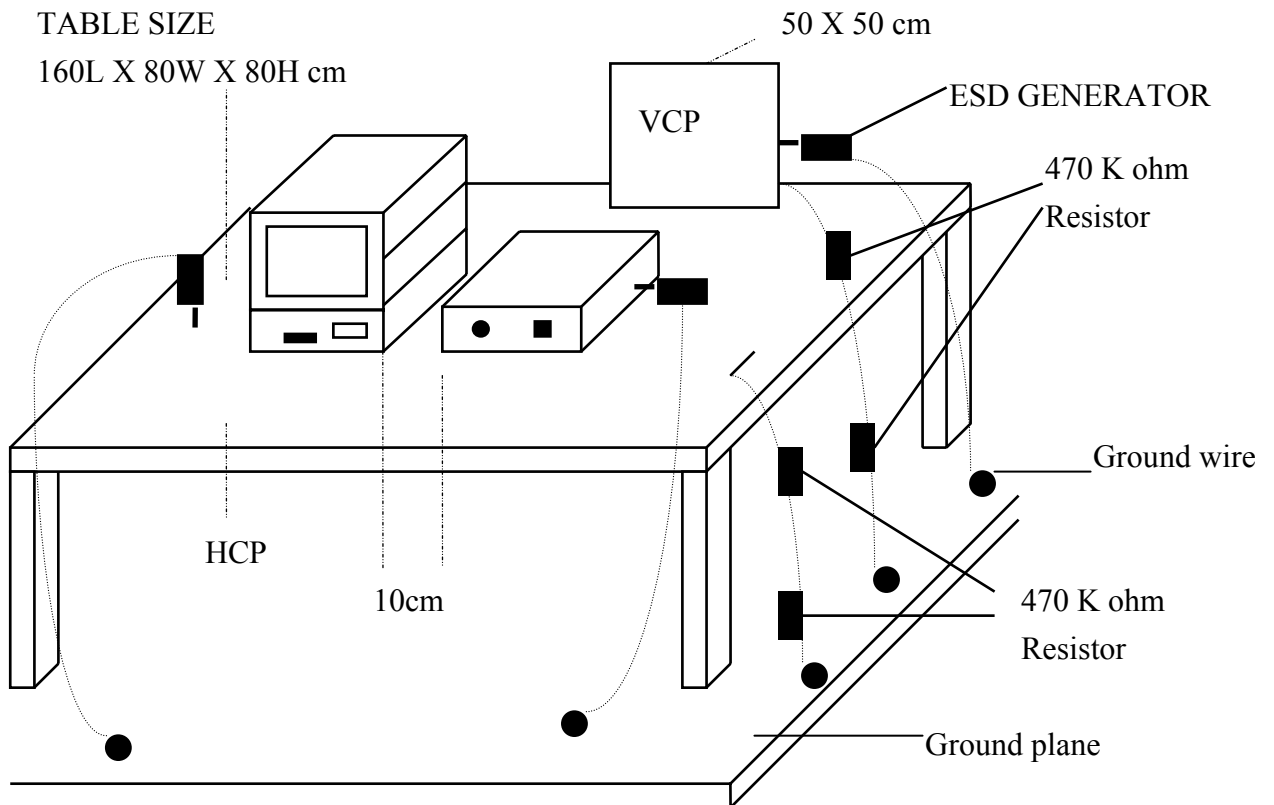 TABLE SIZE
160L X 80W X 80H cm
50 X 50 cm
VCP
ESD GENERATOR
470 K ohm
Resistor
Ground wire
HCP
10cm
470 K ohm
Resistor
Ground plane